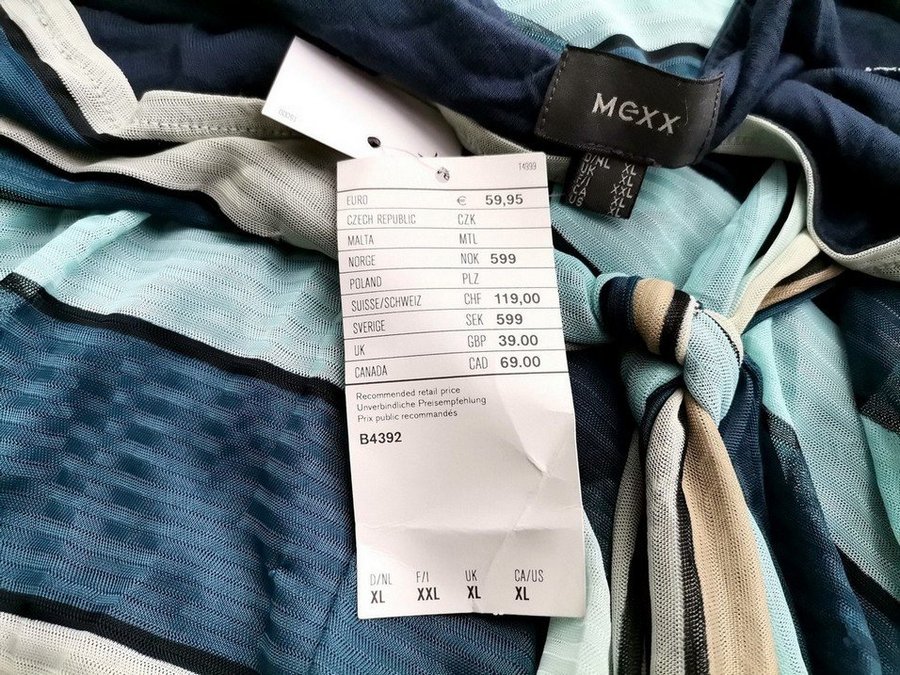 MEXX
D/NL XL
UK XL
F/I XXL
CA XL
US XL
T4999
EURO € 59,95
CZECH REPUBLIC CZK
MALTA MTL
NORGE NOK 599
POLAND PLZ
SUISSE/SCHWEIZ CHF 119,00
SVERIGE SEK 599
UK GBP 39.00
CANADA CAD 69.00
Recommended retail price
Unverbindliche Preisempfehlung
Prix public recommandés
B4392
D/NL F/I UK CA/US
XL XXL XL XL